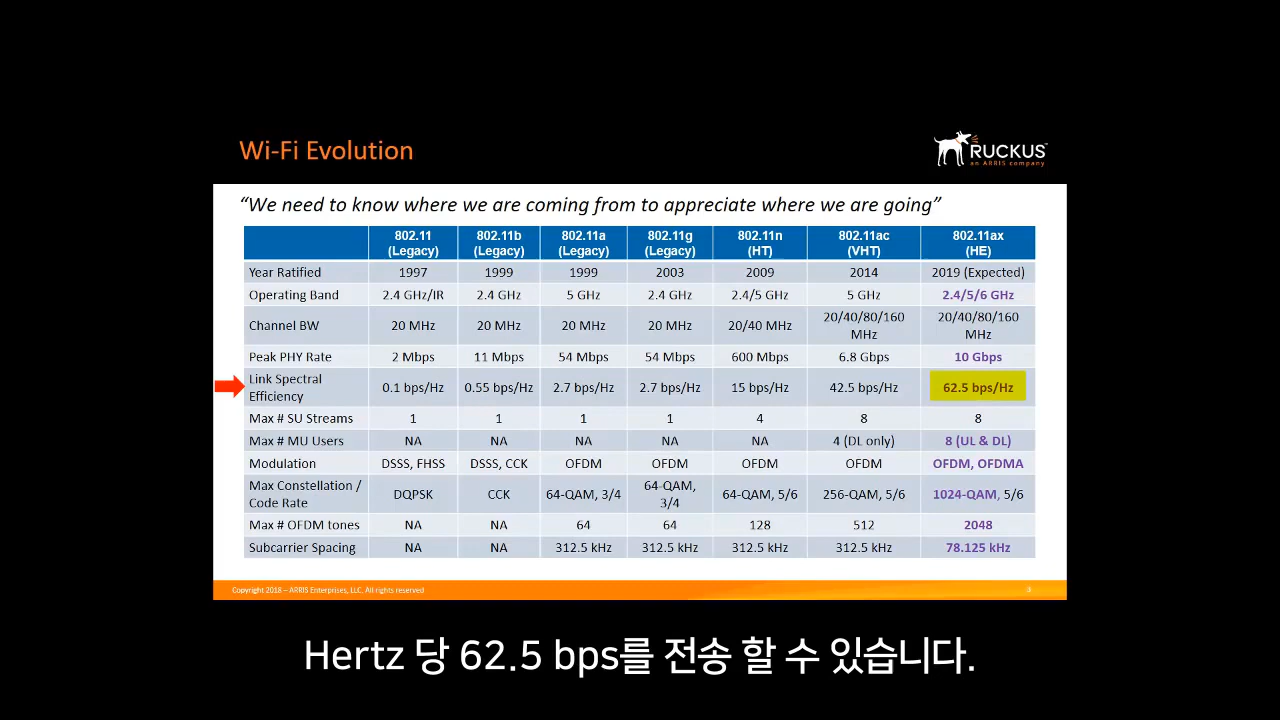 Wi-Fi Evolution
RUCKUS
an ARRIS company
“We need to know where we are coming from to appreciate where we are going”
802.11 (Legacy) 802.11b (Legacy) 802.11a (Legacy) 802.11g (Legacy) 802.11n (HT) 802.11ac (VHT) 802.11ax (HE)
Year Ratified 1997 1999 1999 2003 2009 2014 2019 (Expected)
Operating Band 2.4 GHz/IR 2.4 GHz 5 GHz 2.4 GHz 2.4/5 GHz 5 GHz 2.4/5/6 GHz
Channel BW 20 MHz 20 MHz 20 MHz 20 MHz 20/40 MHz 20/40/80/160 MHz 20/40/80/160 MHz
Peak PHY Rate 2 Mbps 11 Mbps 54 Mbps 54 Mbps 600 Mbps 6.8 Gbps 10 Gbps
Link Spectral Efficiency 0.1 bps/Hz 0.55 bps/Hz 2.7 bps/Hz 2.7 bps/Hz 15 bps/Hz 42.5 bps/Hz 62.5 bps/Hz
Max # SU Streams 1 1 1 1 4 8 8
Max # MU Users NA NA NA NA NA 4 (DL only) 8 (UL & DL)
Modulation DSSS, FHSS DSSS, CCK OFDM OFDM OFDM OFDM OFDM, OFDMA
Max Constellation / Code Rate DQPSK CCK 64-QAM, 3/4 64-QAM, 3/4 64-QAM, 5/6 256-QAM, 5/6 1024-QAM, 5/6
Max # OFDM tones NA NA 64 64 128 512 2048
Subcarrier Spacing NA NA 312.5 kHz 312.5 kHz 312.5 kHz 312.5 kHz 78.125 kHz
Copyright 2018 – ARRIS Enterprises, LLC, All rights reserved 3
Hertz 당 62.5 bps를 전송 할 수 있습니다.